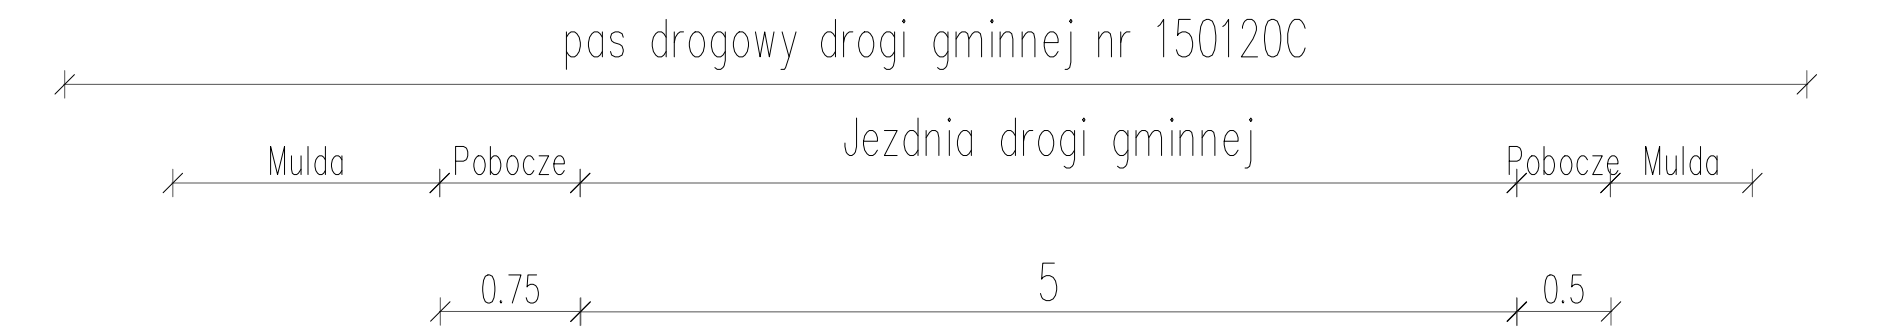 pas drogowy drogi gminnej nr 150120C
Jezdnia drogi gminnej
Mulda Pobocze Pobocze Mulda
0.75 5 0.5